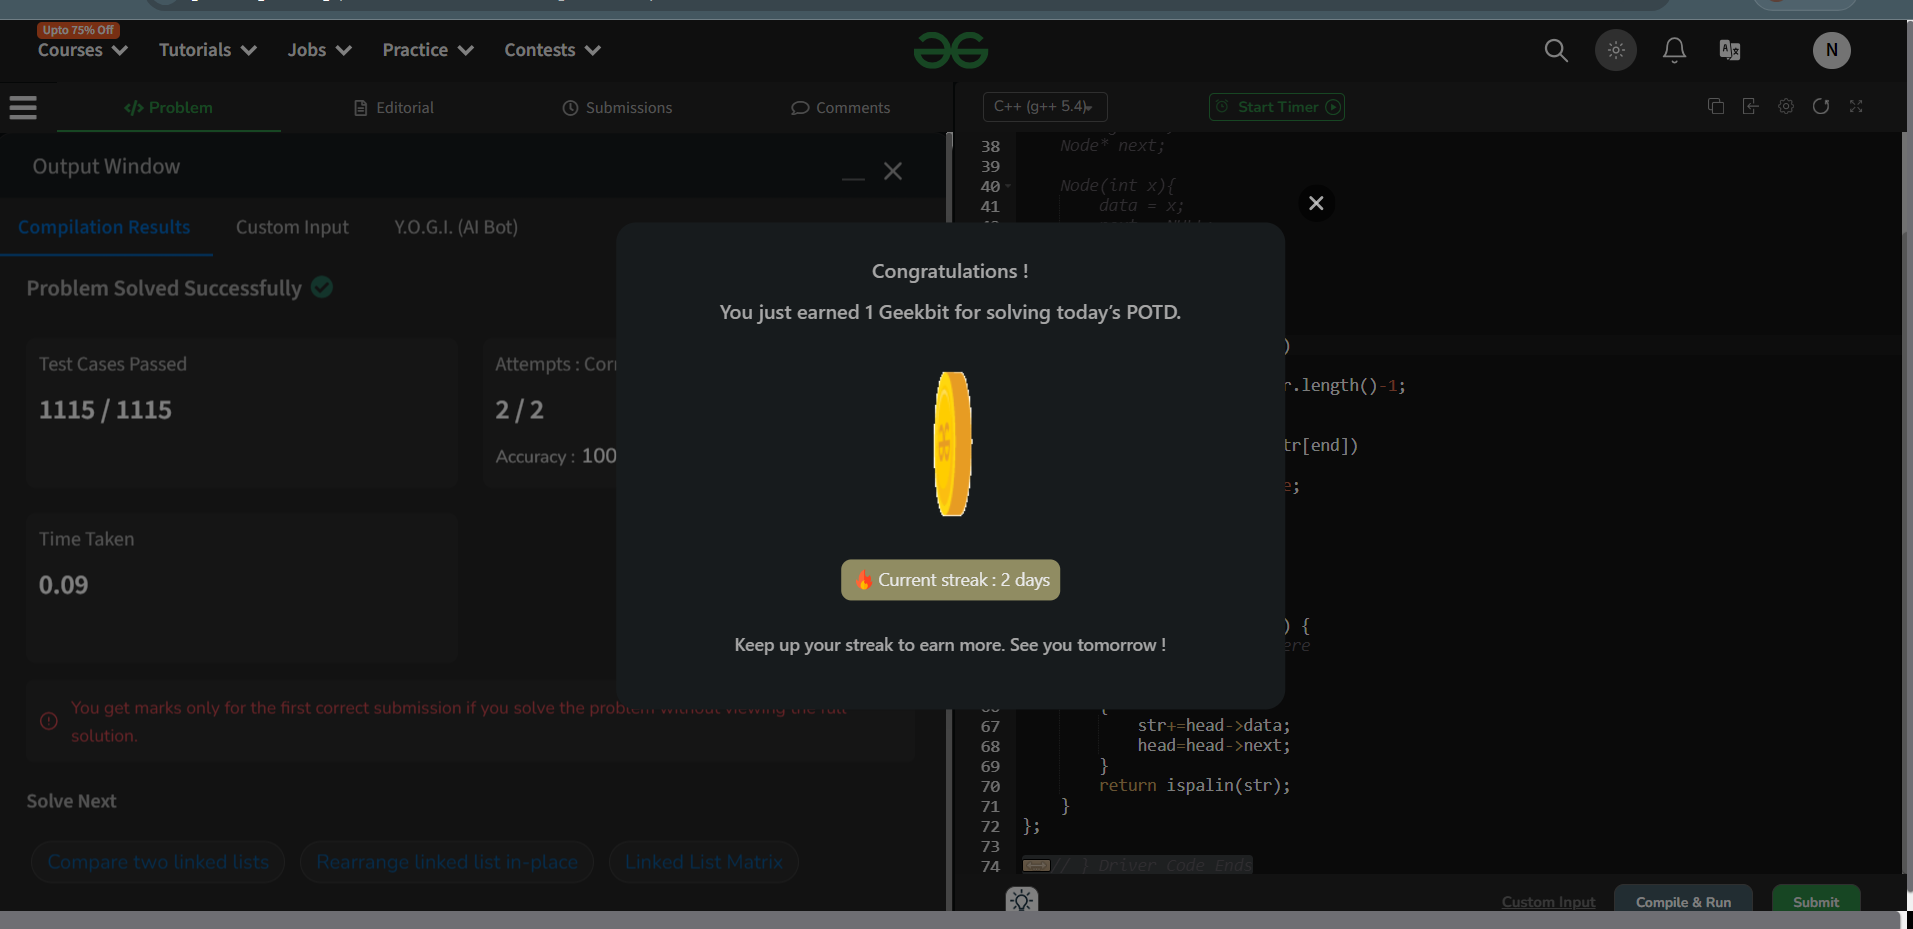 Upto 75% Off
Courses Tutorials Jobs Practice Contests
N
</> Problem Editorial Submissions Comments
C++ (g++ 5.4) Start Timer
Output Window
Compilation Results Custom Input Y.O.G.I. (AI Bot)
Problem Solved Successfully
Test Cases Passed
1115 / 1115
Attempts : Corr
2 / 2
Accuracy : 100
Time Taken
0.09
You get marks only for the first correct submission if you solve the problem without viewing the full
solution.
Solve Next
Compare two linked lists Rearrange linked list in-place Linked List Matrix
Congratulations !
You just earned 1 Geekbit for solving today's POTD.
Current streak : 2 days
Keep up your streak to earn more. See you tomorrow !
38 Node* next;
39
40 Node(int x){
41 data = x;
)
r.length()-1;
tr[end])
e;
) {
ere
{
67 str+=head->data;
68 head=head->next;
69 }
70 return ispalin(str);
71 }
72 };
73
74 // } Driver Code Ends
Custom Input Compile & Run Submit